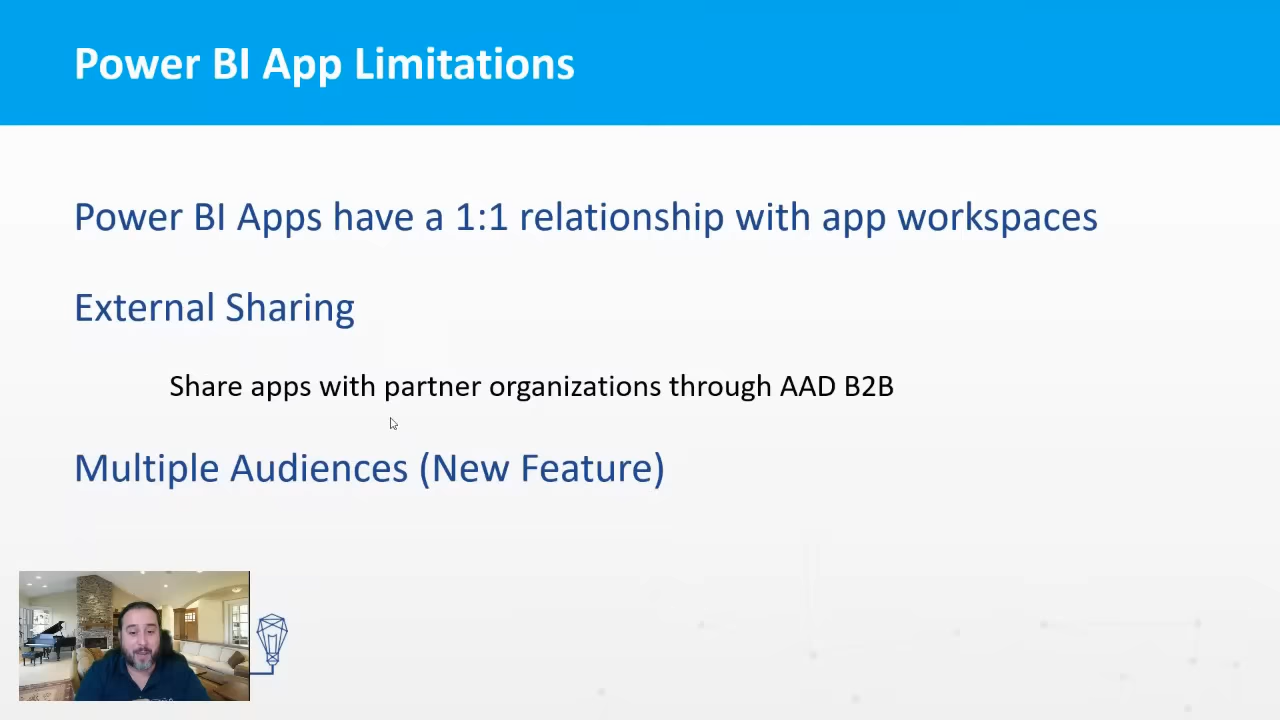 Power BI App Limitations
Power BI Apps have a 1:1 relationship with app workspaces
External Sharing
Share apps with partner organizations through AAD B2B
Multiple Audiences (New Feature)